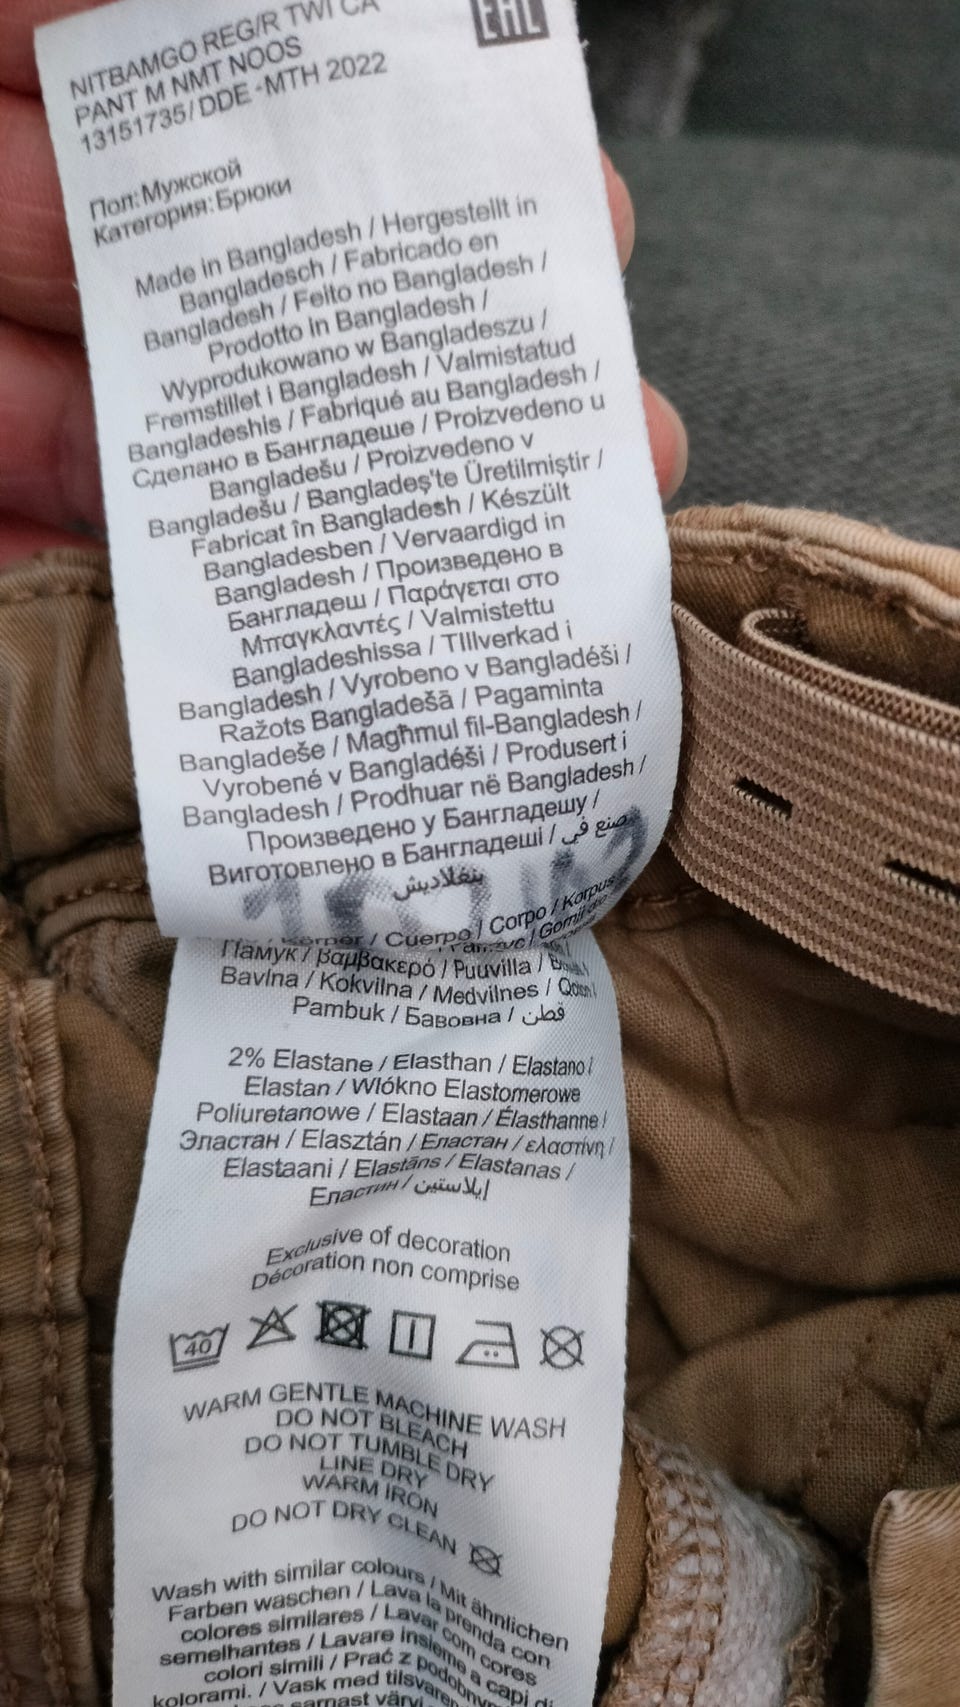 NITBAMGO REG/R TWI CA
PANT M NMT NOOS
13151735/DDE -MTH 2022
EAC
Пол:Мужской
Категория:Брюки
Made in Bangladesh / Hergestellt in
Bangladesch / Fabricado en
Bangladesh / Feito no Bangladesh /
Prodotto in Bangladesh /
Wyprodukowano w Bangladeszu /
Fremstillet i Bangladesh / Valmistatud
Bangladeshis / Fabriqué au Bangladesh /
Сделано в Бангладеше / Proizvedeno u
Bangladešu / Proizvedeno v
Bangladešu / Bangladeş'te Üretilmiştir /
Fabricat în Bangladesh / Készült
Bangladesben / Vervaardigd in
Bangladesh / Произведено в
Бангладеш / Παράγεται στο
Μπαγκλαντές / Valmistettu
Bangladeshissa / TIllverkad i
Bangladesh / Vyrobeno v Bangladéši /
Ražots Bangladešā / Pagaminta
Bangladeše / Magħmul fil-Bangladesh /
Vyrobené v Bangladéši / Produsert i
Bangladesh / Prodhuar në Bangladesh /
Произведено у Бангладешу /
Виготовлено в Бангладеші / صنع في
بنغلاديش
Körper / Cuerpo / Corpo / Korpus
Памук / βαμβακερό / Puuvilla /
Bavlna / Kokvilna / Medvilnes / Qoton /
Pambuk / Бавовна / قطن
2% Elastane / Elasthan / Elastano /
Elastan / Wlókno Elastomerowe
Poliuretanowe / Elastaan / Élasthanne /
Эластан / Elasztán / Еластан / ελαστίνη /
Elastaani / Elastāns / Elastanas /
Еластин / إيلاستين
Exclusive of decoration
Décoration non comprise
40
WARM GENTLE MACHINE WASH
DO NOT BLEACH
DO NOT TUMBLE DRY
LINE DRY
WARM IRON
DO NOT DRY CLEAN
Wash with similar colours / Mit ähnlichen
Farben waschen / Lava la prenda con
colores similares / Lavar com cores
semelhantes / Lavare insieme a capi di
colori simili / Prać z podobnymi
kolorami. / Vask med tilsvarende